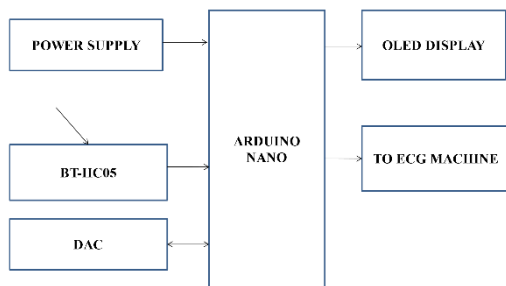 POWER SUPPLY
OLED DISPLAY
ARDUINO
NANO
TO ECG MACHINE
BT-HC05
DAC